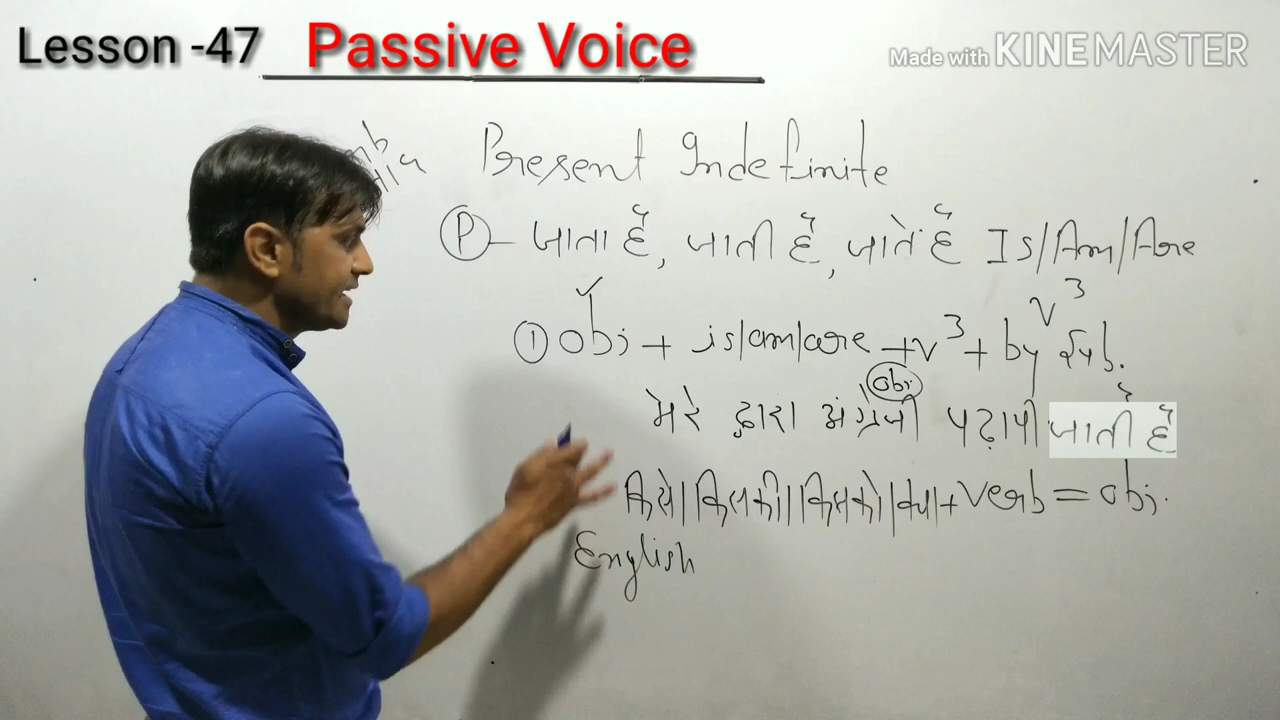 Lesson -47 Passive Voice
Made with KINEMASTER
Present Indefinite
(P) - जाता है, जाती है, जाते हैं Is/Am/Are
V3
① obj + is/am/are + v3 + by sub.
obj
मेरे द्वारा अंग्रेजी पढ़ायी जाती है
किसे/किसकी/किसको/क्या + verb = obj.
English